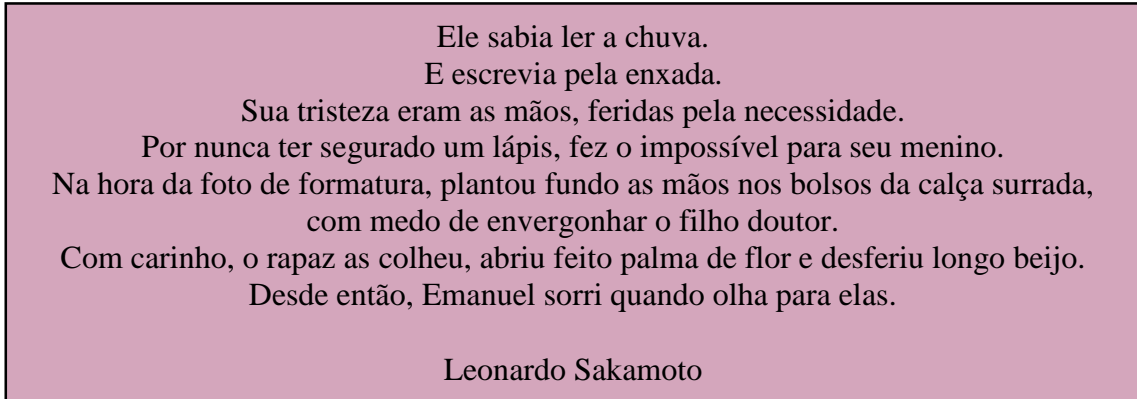 Ele sabia ler a chuva.
E escrevia pela enxada.
Sua tristeza eram as mãos, feridas pela necessidade.
Por nunca ter segurado um lápis, fez o impossível para seu menino.
Na hora da foto de formatura, plantou fundo as mãos nos bolsos da calça surrada,
com medo de envergonhar o filho doutor.
Com carinho, o rapaz as colheu, abriu feito palma de flor e desferiu longo beijo.
Desde então, Emanuel sorri quando olha para elas.
Leonardo Sakamoto